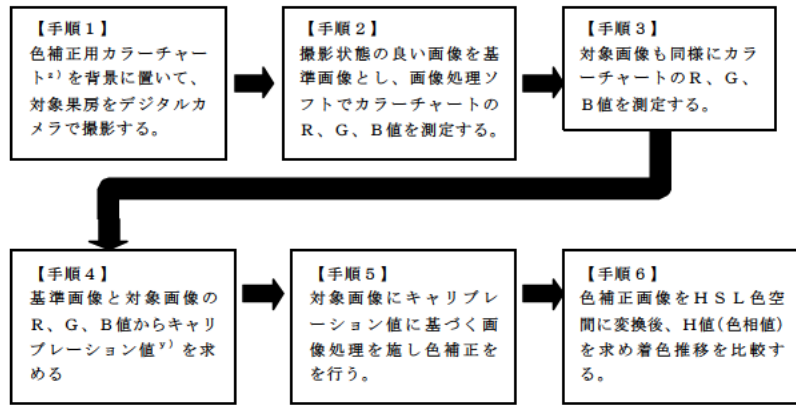 【手順1】
色補正用カラーチャー
ト z) を背景に置いて、
対象果房をデジタルカ
メラで撮影する。
【手順2】
撮影状態の良い画像を基
準画像とし、画像処理ソ
フトでカラーチャートの
R、G、B値を測定する。
【手順3】
対象画像も同様にカラ
ーチャートのR、G、
B値を測定する。
【手順4】
基準画像と対象画像の
R、G、B値からキャリ
ブレーション値 y) を求
める
【手順5】
対象画像にキャリブレ
ーション値に基づく画
像処理を施し色補正を
を行う。
【手順6】
色補正画像をHSL色空
間に変換後、H値(色相値)
を求め着色推移を比較す
る。